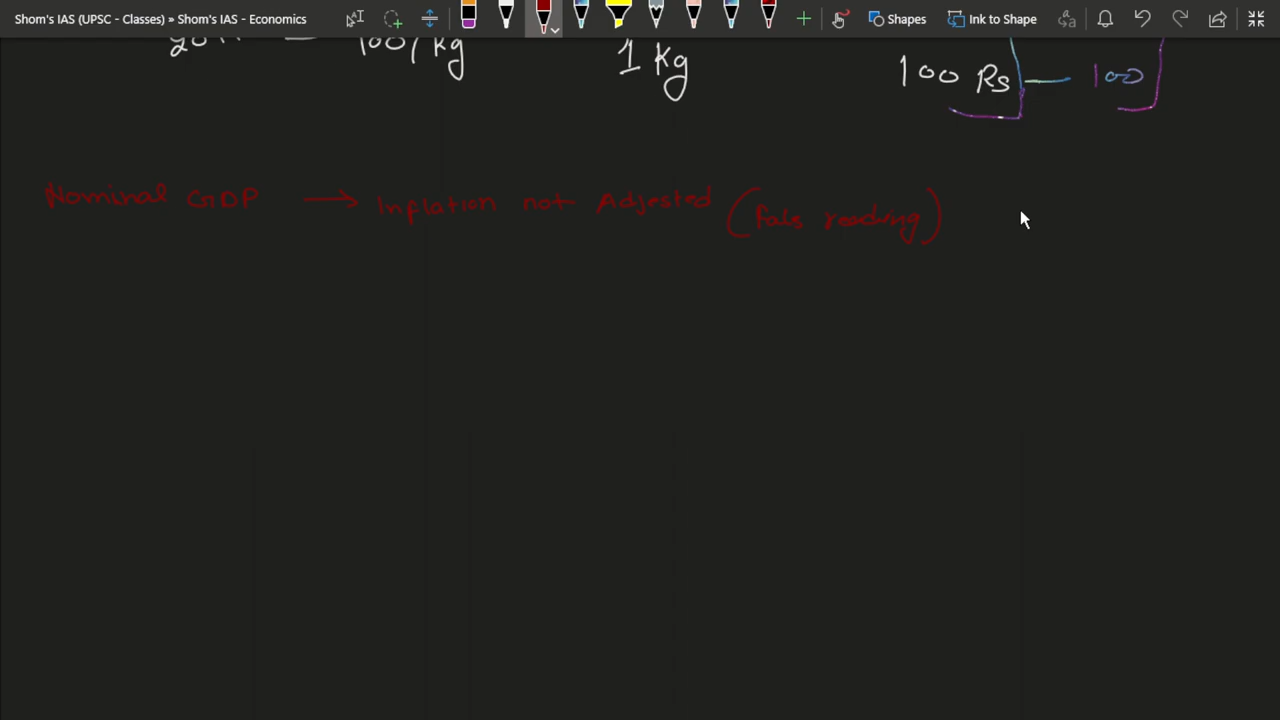 Shom's IAS (UPSC - Classes) » Shom's IAS - Economics
Shapes
Ink to Shape
100/kg
1 kg
100 Rs — 100
Nominal GDP → Inflation not Adjested (Fals reading)